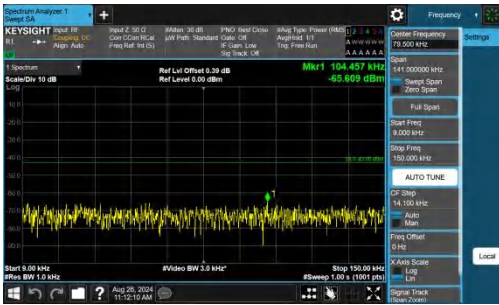 Spectrum Analyzer 1
Swept SA
+
Frequency
KEYSIGHT
Input: RF
Coupling: DC
Align: Auto
Input Z: 50 Ω
Corr CCorr RCal
Freq Ref: Int (S)
#Atten: 30 dB
µW Path: Standard
PNO: Best Close
Gate: Off
IF Gain: Low
Sig Track: Off
#Avg Type: Power (RMS
Avg|Hold: 1/1
Trig: Free Run
1 Spectrum
Scale/Div 10 dB
Log
Ref Lvl Offset 0.39 dB
Ref Level 0.00 dBm
Mkr1 104.457 kHz
-65.609 dBm
1
Start 9.00 kHz
#Res BW 1.0 kHz
#Video BW 3.0 kHz*
Stop 150.00 kHz
#Sweep 1.00 s (1001 pts)
Aug 26, 2024
11:12:10 AM
Center Frequency
79.500 kHz
Span
141.000000 kHz
Swept Span
Zero Span
Full Span
Start Freq
9.000 kHz
Stop Freq
150.000 kHz
AUTO TUNE
CF Step
14.100 kHz
Auto
Man
Freq Offset
0 Hz
X Axis Scale
Log
Lin
Signal Track
(Span Zoom)
Settings
Local